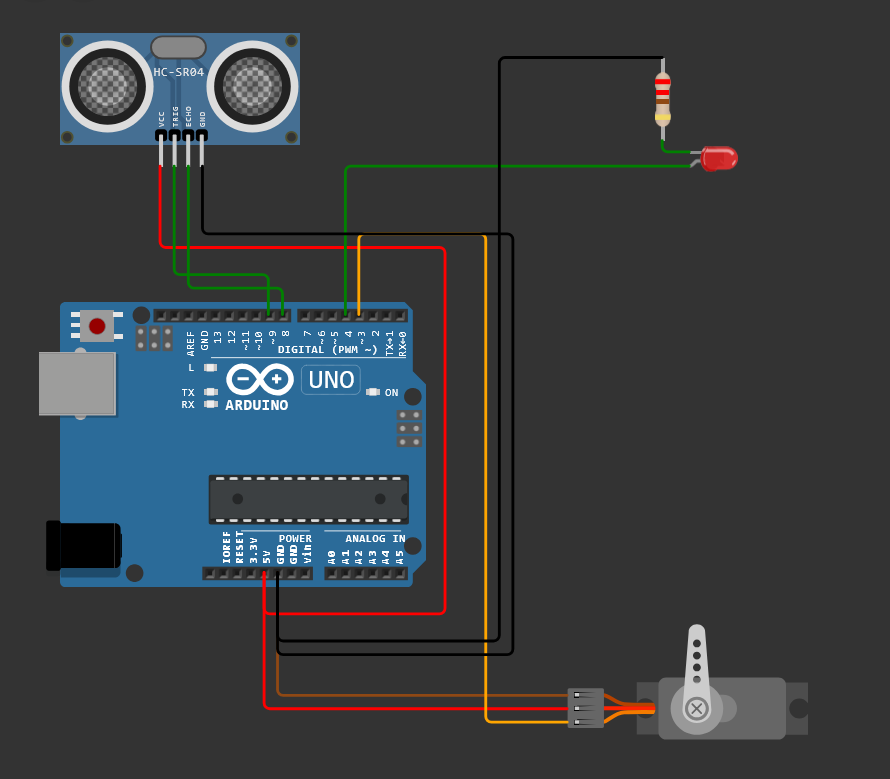 HC-SR04
VCC
TRIG
ECHO
GND
AREF
GND
13
12
~11
~10
~9
8
7
~6
~5
4
~3
2
TX→1
RX←0
DIGITAL (PWM ~)
L
TX
RX
UNO
ON
ARDUINO
POWER
ANALOG IN
IOREF
RESET
3.3V
5V
GND
GND
Vin
A0
A1
A2
A3
A4
A5